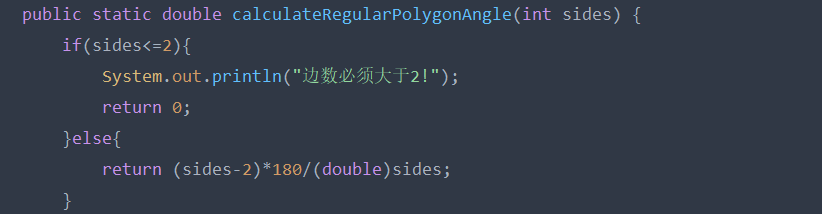 public static double calculateRegularPolygonAngle(int sides) {
    if(sides<=2){
        System.out.println("边数必须大于2!");
        return 0;
    }else{
        return (sides-2)*180/(double)sides;
    }